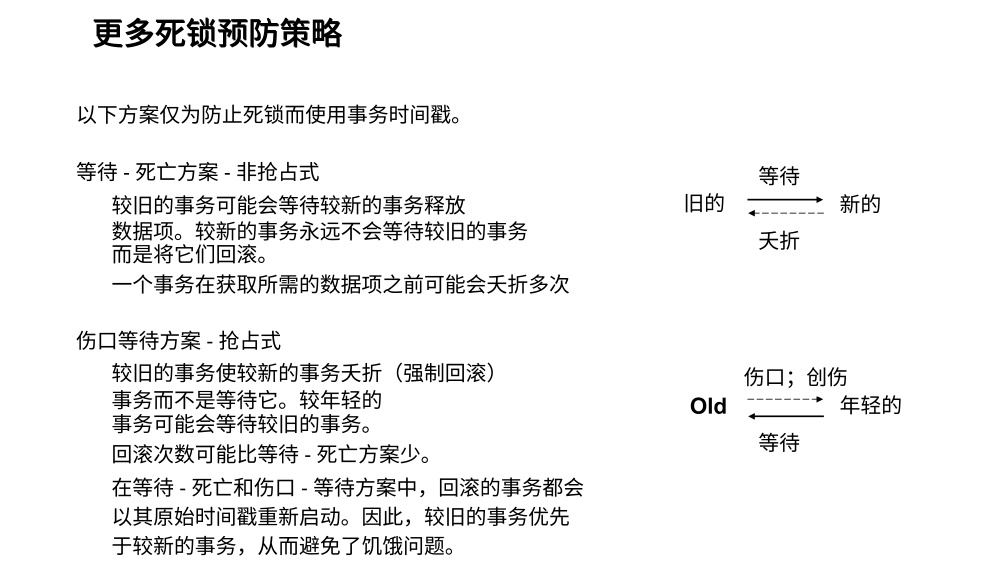 更多死锁预防策略
以下方案仅为防止死锁而使用事务时间戳。
等待 - 死亡方案 - 非抢占式
较旧的事务可能会等待较新的事务释放
数据项。较新的事务永远不会等待较旧的事务
而是将它们回滚。
一个事务在获取所需的数据项之前可能会夭折多次
等待
旧的
新的
夭折
伤口等待方案 - 抢占式
较旧的事务使较新的事务夭折（强制回滚）
事务而不是等待它。较年轻的
事务可能会等待较旧的事务。
回滚次数可能比等待 - 死亡方案少。
在等待 - 死亡和伤口 - 等待方案中，回滚的事务都会
以其原始时间戳重新启动。因此，较旧的事务优先
于较新的事务，从而避免了饥饿问题。
伤口；创伤
Old
年轻的
等待